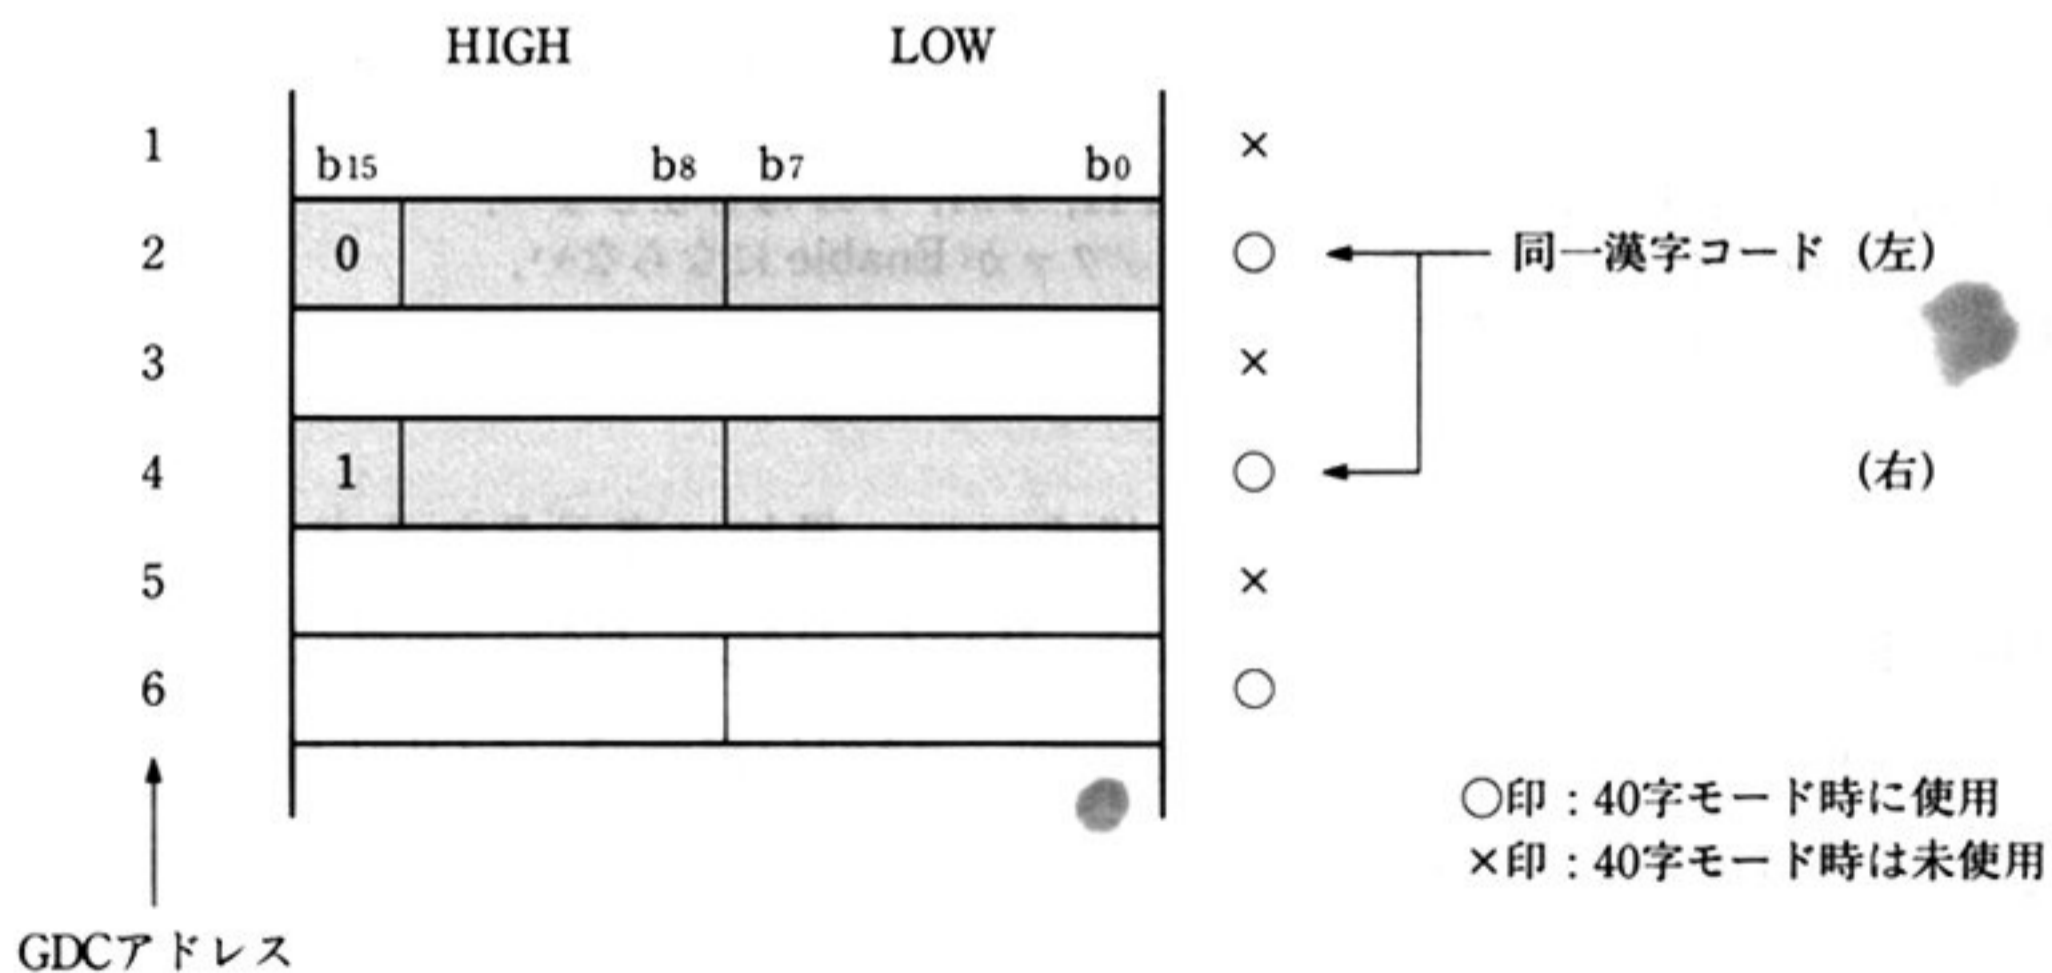 HIGH LOW
1 ×
b15 b8 b7 b0
2 0 ○ 同一漢字コード (左)
3 ×
4 1 ○ (右)
5 ×
6 ○
○印：40字モード時に使用
×印：40字モード時は未使用
GDCアドレス